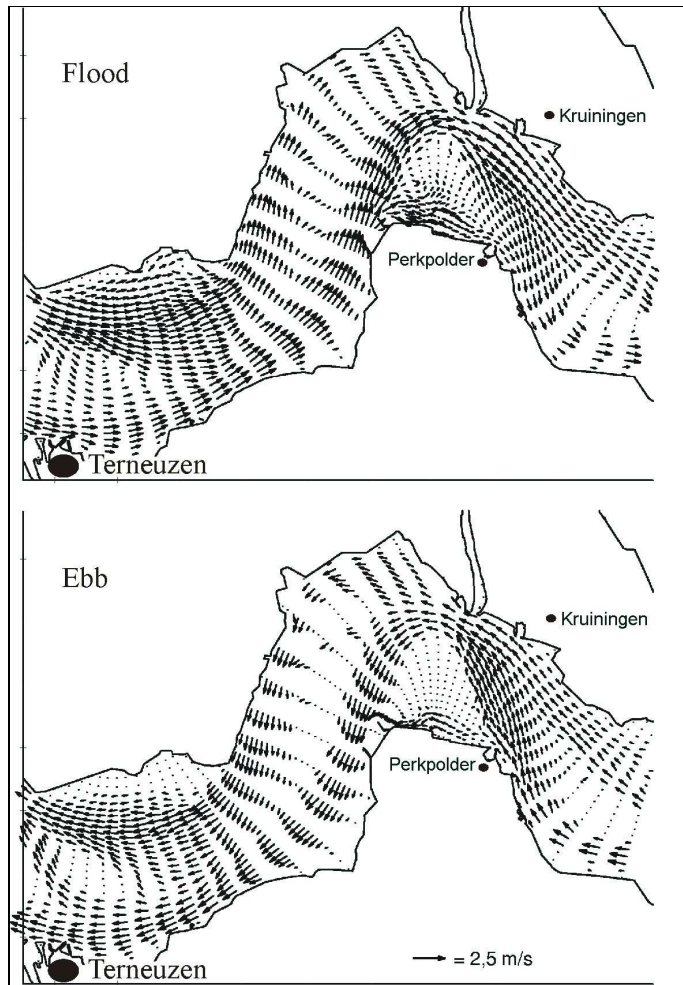 Flood
Kruiningen
Perkpolder
Terneuzen
Ebb
Kruiningen
Perkpolder
= 2,5 m/s
Terneuzen